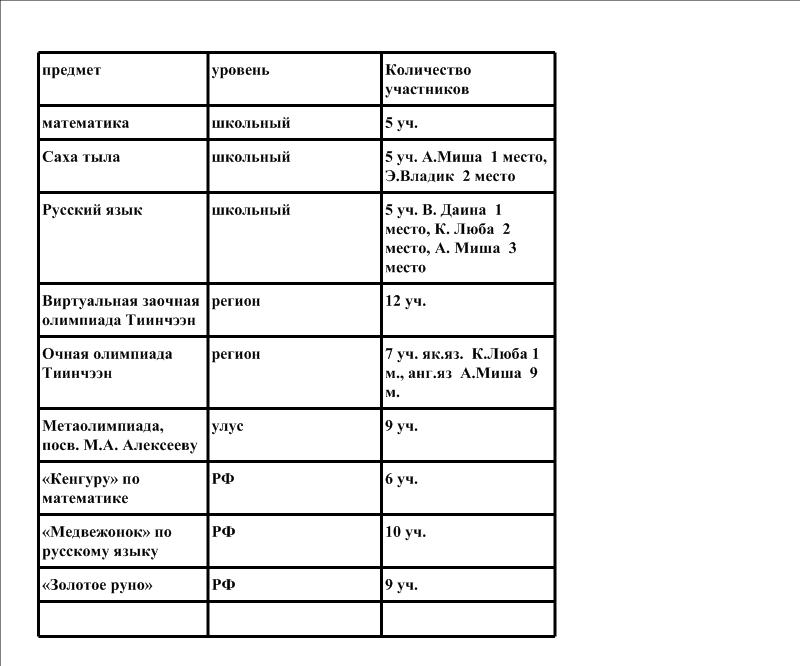 предмет уровень Количество
участников
математика школьный 5 уч.
Саха тыла школьный 5 уч. А.Миша 1 место,
Э.Владик 2 место
Русский язык школьный 5 уч. В. Даина 1
место, К. Люба 2
место, А. Миша 3
место
Виртуальная заочная регион 12 уч.
олимпиада Тиинчээн
Очная олимпиада регион 7 уч. як.яз. К.Люба 1
Тиинчээн м., анг.яз А.Миша 9
м.
Метаолимпиада, улус 9 уч.
посв. М.А. Алексееву
«Кенгуру» по РФ 6 уч.
математике
«Медвежонок» по РФ 10 уч.
русскому языку
«Золотое руно» РФ 9 уч.